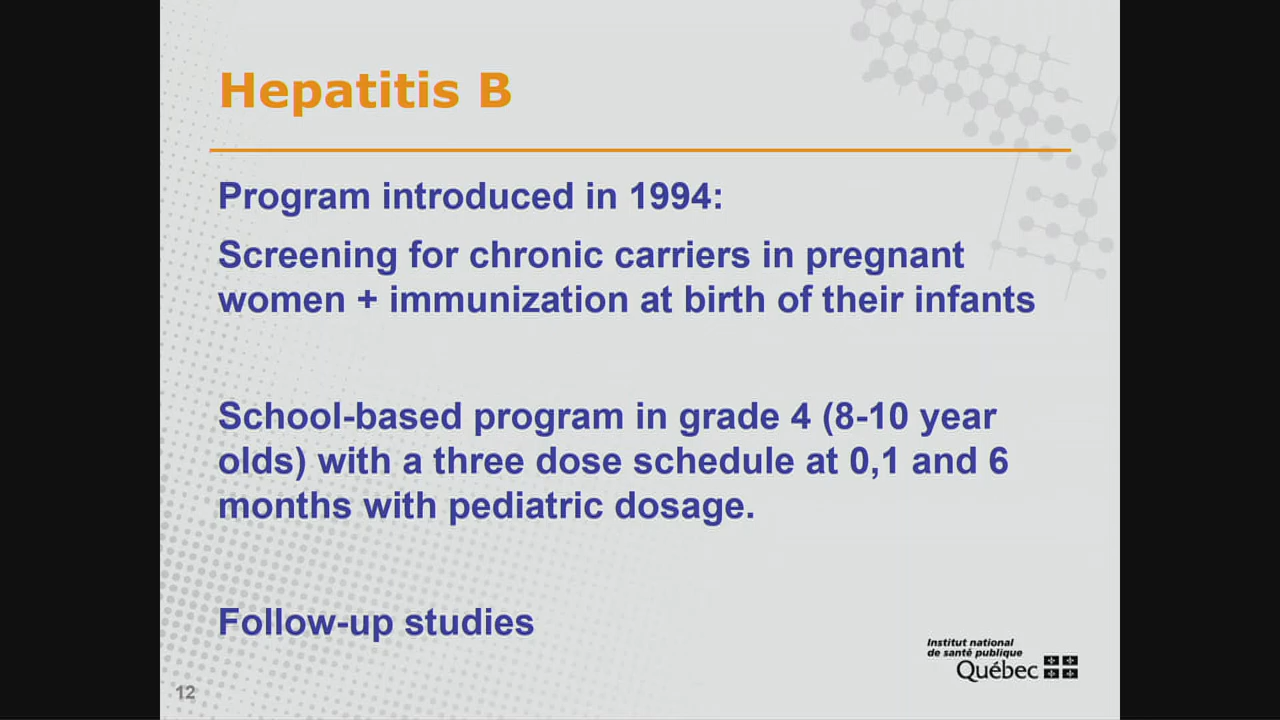 Hepatitis B
Program introduced in 1994:
Screening for chronic carriers in pregnant
women + immunization at birth of their infants
School-based program in grade 4 (8-10 year
olds) with a three dose schedule at 0,1 and 6
months with pediatric dosage.
Follow-up studies
Institut national
de santé publique
Québec
12